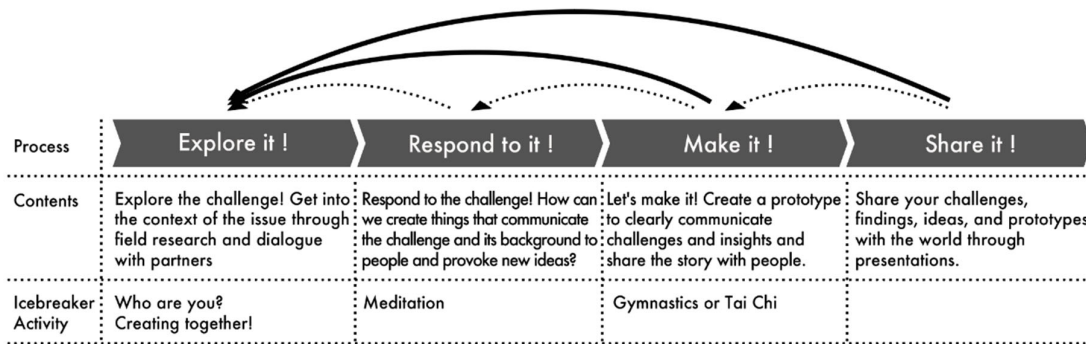 Process
Explore it !
Respond to it !
Make it !
Share it !
Contents
Explore the challenge! Get into
the context of the issue through
field research and dialogue
with partners
Respond to the challenge! How can
we create things that communicate
the challenge and its background to
people and provoke new ideas?
Let's make it! Create a prototype
to clearly communicate
challenges and insights and
share the story with people.
Share your challenges,
findings, ideas, and prototypes
with the world through
presentations.
Icebreaker
Activity
Who are you?
Creating together!
Meditation
Gymnastics or Tai Chi